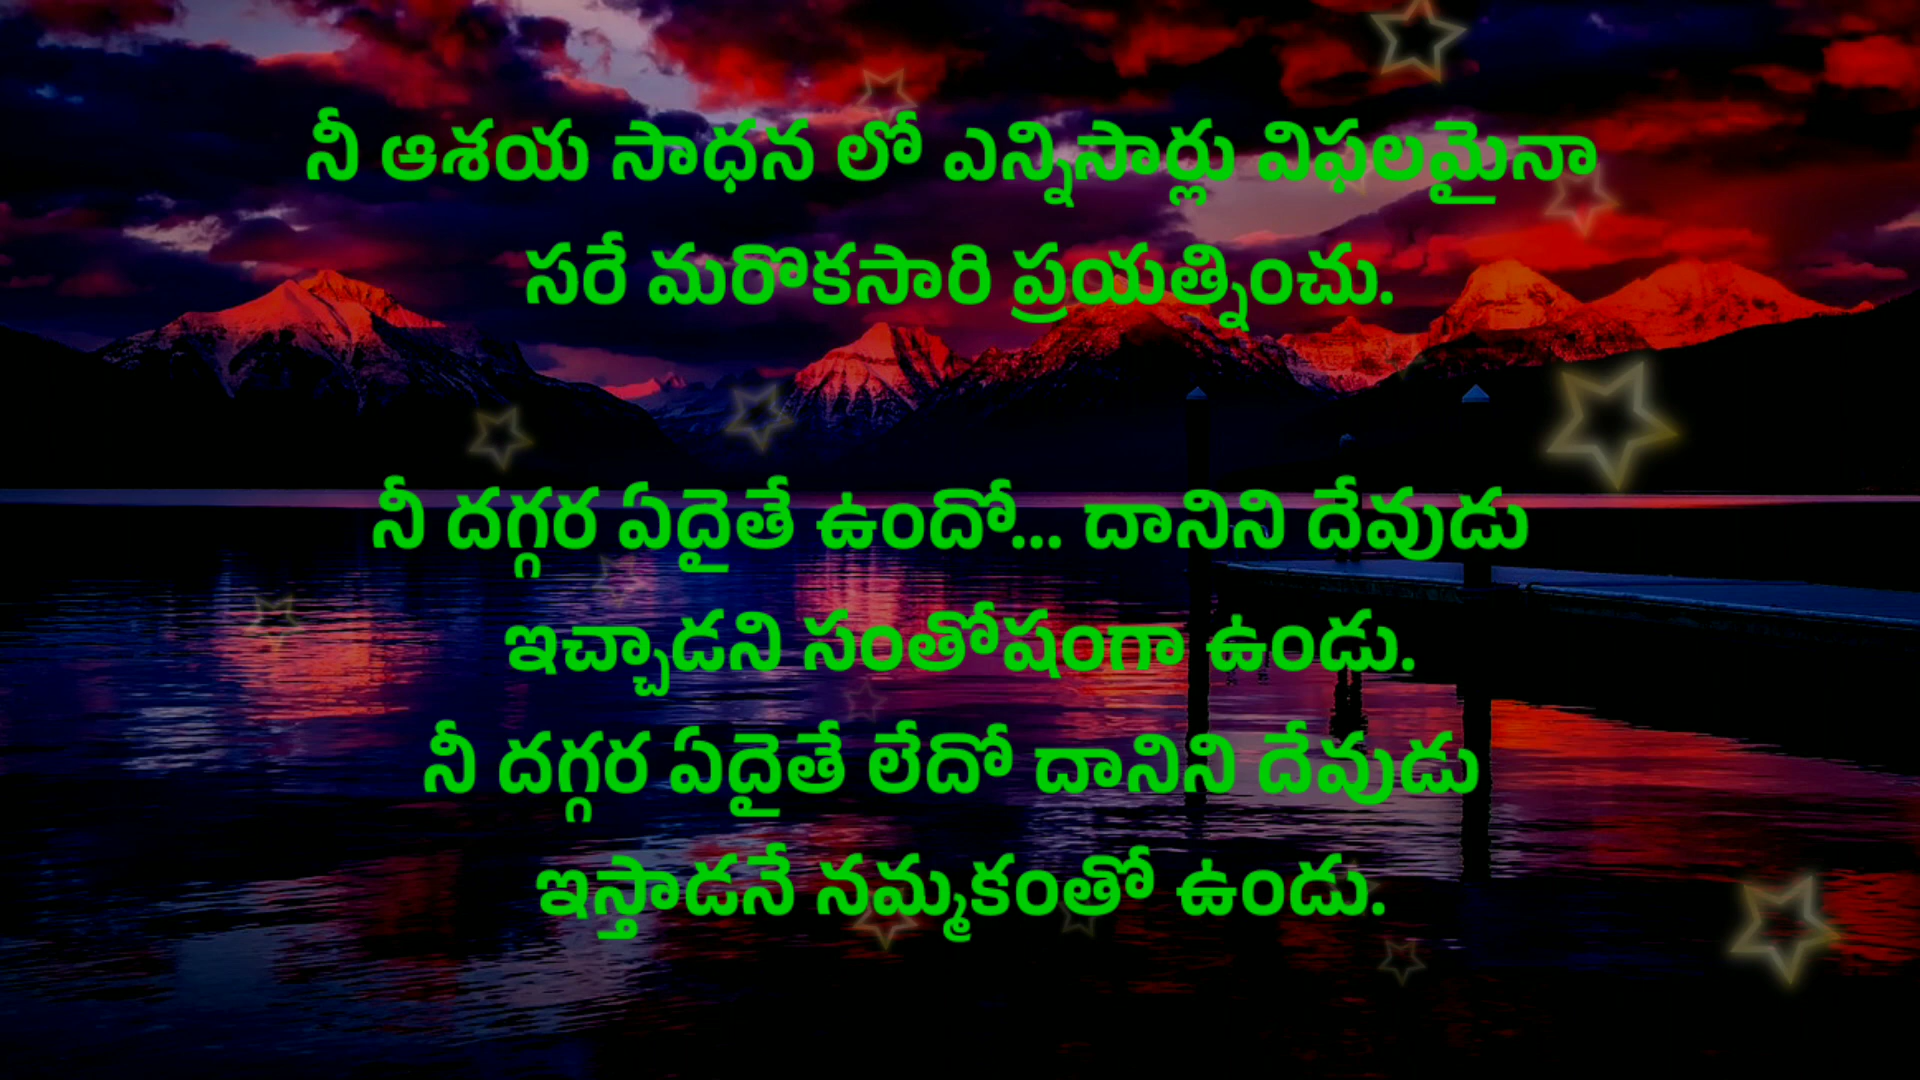 నీ ఆశయ సాధన లో ఎన్నిసార్లు విఫలమైనా
సరే మరొకసారి ప్రయత్నించు.
నీ దగ్గర ఏదైతే ఉందో... దానిని దేవుడు
ఇచ్చాడని సంతోషంగా ఉండు.
నీ దగ్గర ఏదైతే లేదో దానిని దేవుడు
ఇస్తాడనే నమ్మకంతో ఉండు.